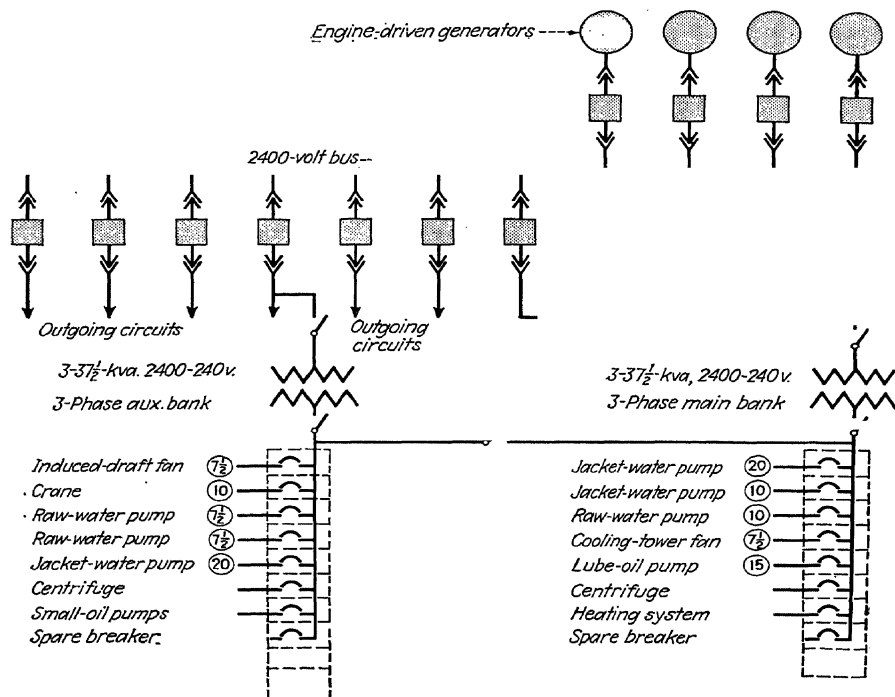 Engine-driven generators
2400-volt bus
Outgoing circuits
Outgoing
circuits
3-37½-kva. 2400-240v.
3-Phase aux. bank
3-37½-kva, 2400-240v.
3-Phase main bank
Induced-draft fan 7½
Crane 10
Raw-water pump 7½
Raw-water pump 7½
Jacket-water pump 20
Centrifuge
Small-oil pumps
Spare breaker
Jacket-water pump 20
Jacket-water pump 10
Raw-water pump 10
Cooling-tower fan 7½
Lube-oil pump 15
Centrifuge
Heating system
Spare breaker